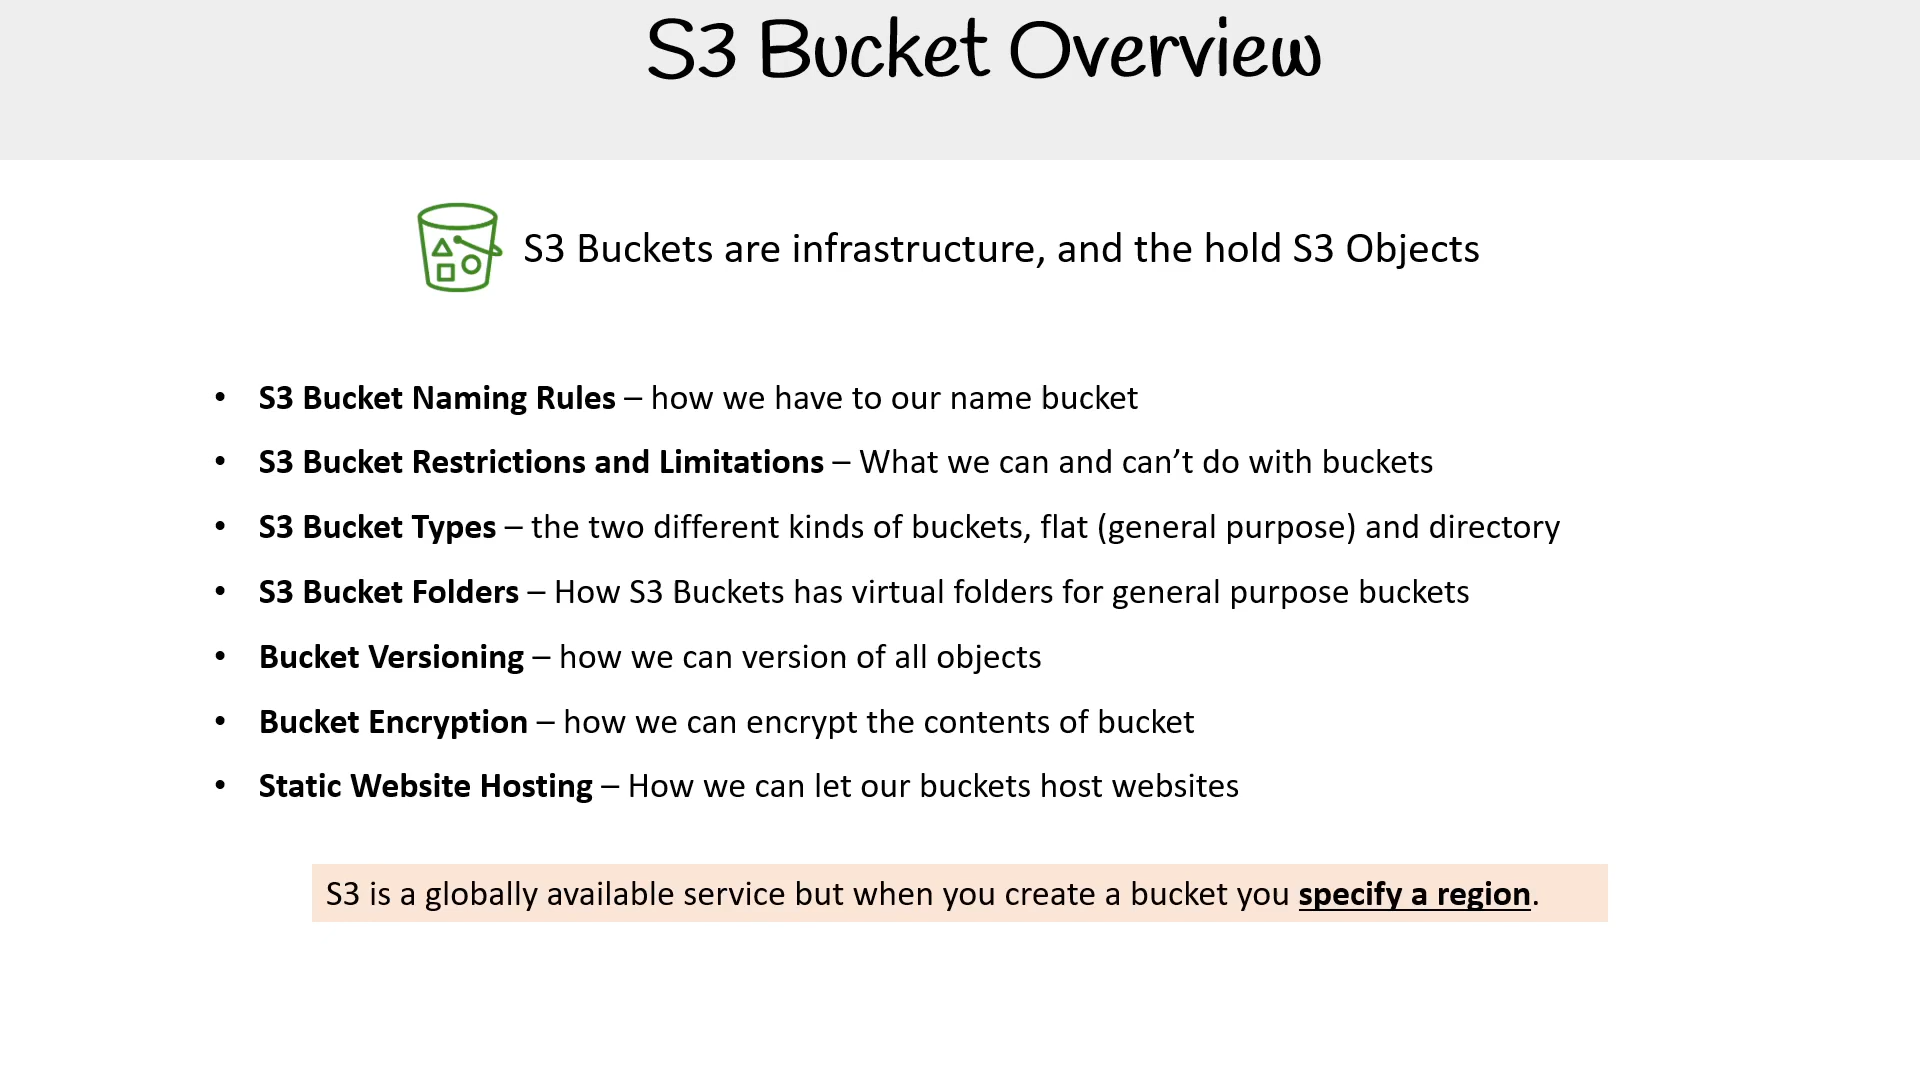 S3 Bucket Overview
S3 Buckets are infrastructure, and the hold S3 Objects
• S3 Bucket Naming Rules – how we have to our name bucket
• S3 Bucket Restrictions and Limitations – What we can and can’t do with buckets
• S3 Bucket Types – the two different kinds of buckets, flat (general purpose) and directory
• S3 Bucket Folders – How S3 Buckets has virtual folders for general purpose buckets
• Bucket Versioning – how we can version of all objects
• Bucket Encryption – how we can encrypt the contents of bucket
• Static Website Hosting – How we can let our buckets host websites
S3 is a globally available service but when you create a bucket you specify a region.